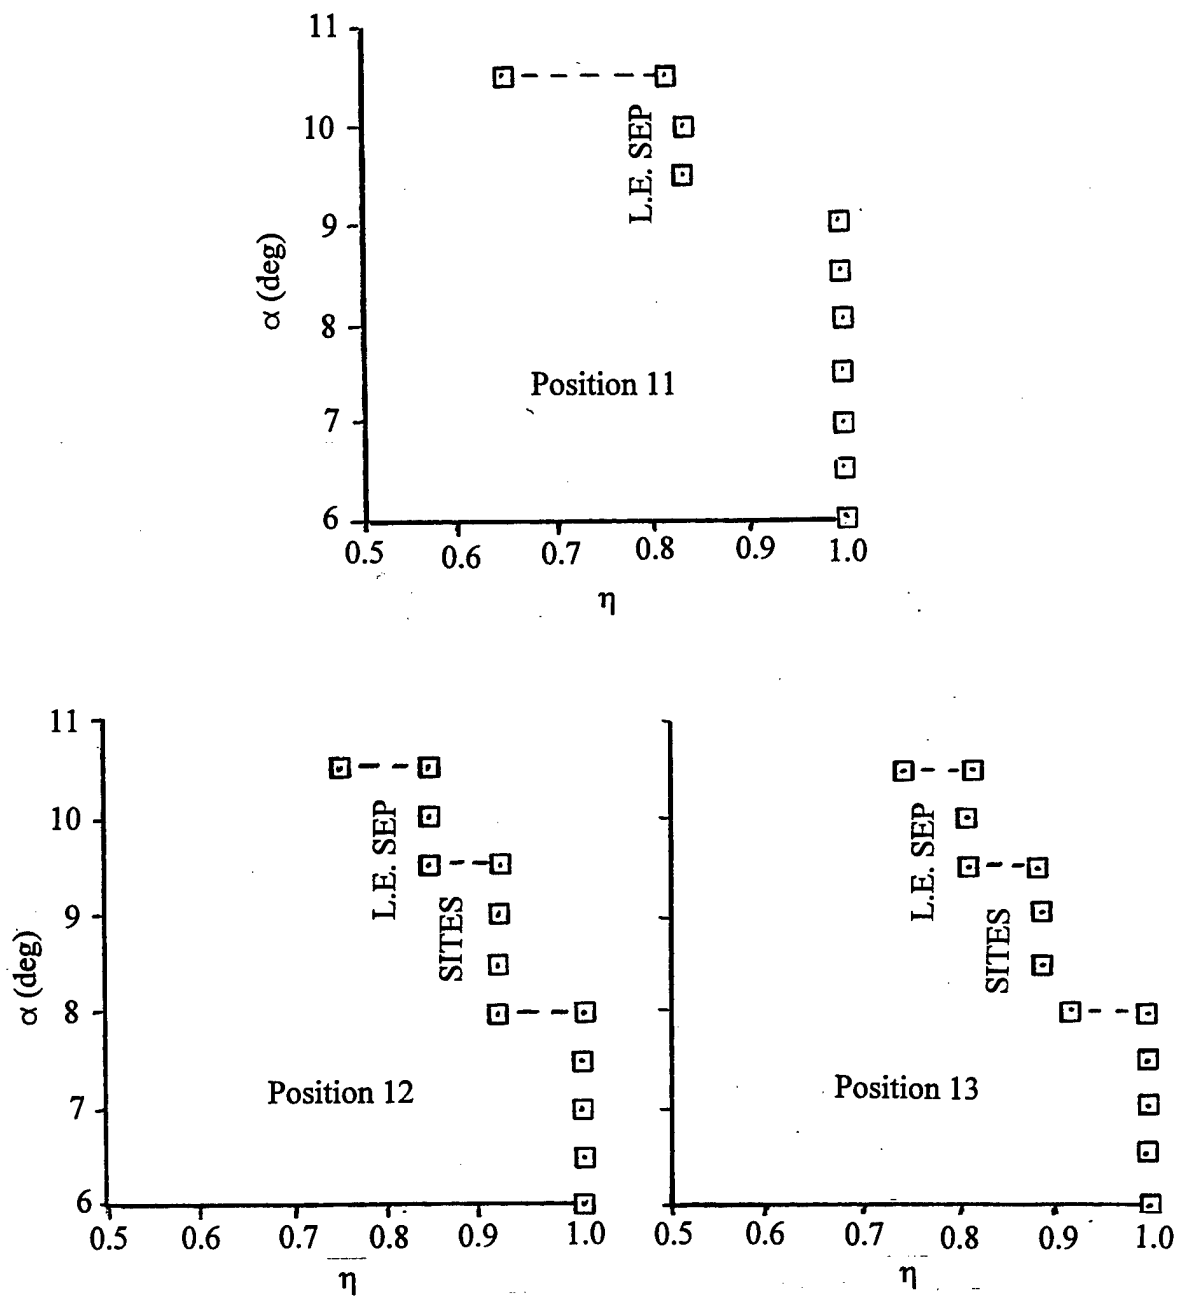 11
10
9
8
7
6
α (deg)
L.E. SEP
Position 11
0.5 0.6 0.7 0.8 0.9 1.0
η
11
10
9
8
7
6
α (deg)
L.E. SEP
SITES
Position 12
0.5 0.6 0.7 0.8 0.9 1.0
η
L.E. SEP
SITES
Position 13
0.5 0.6 0.7 0.8 0.9 1.0
η